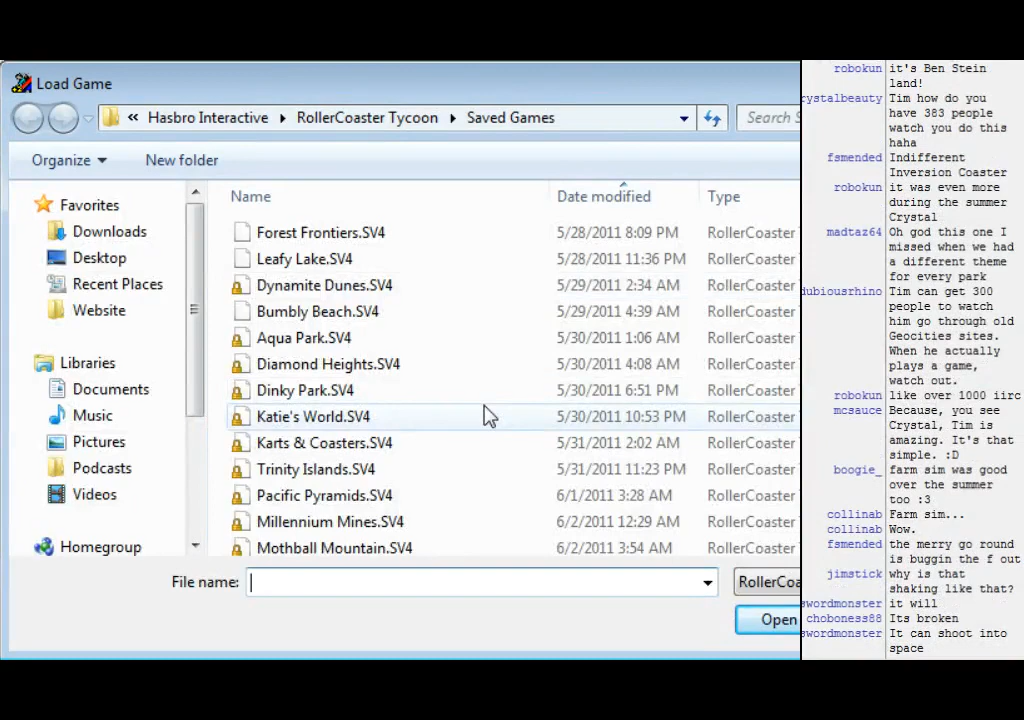 Load Game
« Hasbro Interactive RollerCoaster Tycoon Saved Games
Search S
Organize New folder
Name Date modified Type
Favorites
Downloads
Desktop
Recent Places
Website
Libraries
Documents
Music
Pictures
Podcasts
Videos
Homegroup
Forest Frontiers.SV4 5/28/2011 8:09 PM RollerCoaster
Leafy Lake.SV4 5/28/2011 11:36 PM RollerCoaster
Dynamite Dunes.SV4 5/29/2011 2:34 AM RollerCoaster
Bumbly Beach.SV4 5/29/2011 4:39 AM RollerCoaster
Aqua Park.SV4 5/30/2011 1:06 AM RollerCoaster
Diamond Heights.SV4 5/30/2011 4:08 AM RollerCoaster
Dinky Park.SV4 5/30/2011 6:51 PM RollerCoaster
Katie's World.SV4 5/30/2011 10:53 PM RollerCoaster
Karts & Coasters.SV4 5/31/2011 2:02 AM RollerCoaster
Trinity Islands.SV4 5/31/2011 11:23 PM RollerCoaster
Pacific Pyramids.SV4 6/1/2011 3:28 AM RollerCoaster
Millennium Mines.SV4 6/2/2011 12:29 AM RollerCoaster
Mothball Mountain.SV4 6/2/2011 3:54 AM RollerCoaster
File name: RollerCoa
Open
robokun it's Ben Stein
land!
crystalbeauty Tim how do you
have 383 people
watch you do this
haha
fsmended Indifferent
Inversion Coaster
robokun it was even more
during the summer
Crystal
madtaz64 Oh god this one I
missed when we had
a different theme
for every park
dubiousrhino Tim can get 300
people to watch
him go through old
Geocities sites.
When he actually
plays a game,
watch out.
robokun like over 1000 iirc
mcsauce Because, you see
Crystal, Tim is
amazing. It's that
simple. :D
boogie_ farm sim was good
over the summer
too :3
collinab Farm sim...
collinab Wow.
fsmended the merry go round
is buggin the f out
jimstick why is that
shaking like that?
swordmonster it will
choboness88 Its broken
swordmonster It can shoot into
space